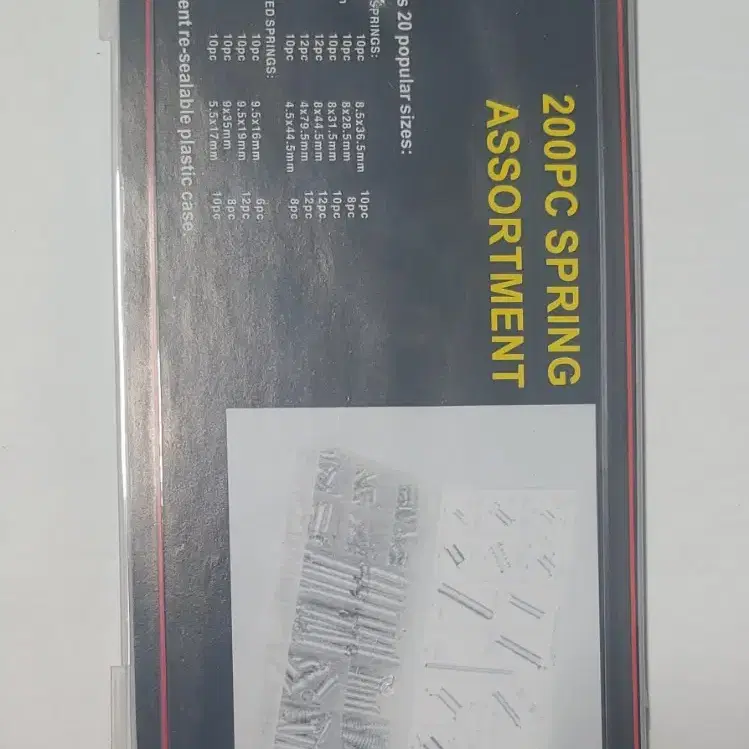 200PC SPRING
ASSORTMENT
s 20 popular sizes:
SPRINGS:
10pc 8.5x36.5mm 10pc
10pc 8x28.5mm 8pc
10pc 8x31.5mm 10pc
12pc 8x44.5mm 12pc
12pc 4x79.5mm 12pc
10pc 4.5x44.5mm 8pc
ED SPRINGS:
10pc 9.5x16mm 6pc
10pc 9.5x19mm 12pc
10pc 9x35mm 8pc
10pc 5.5x17mm 10pc
ent re-sealable plastic case.